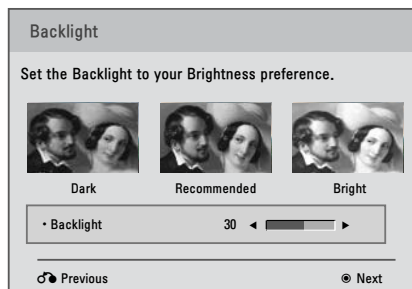 Backlight
Set the Backlight to your Brightness preference.
Dark Recommended Bright
• Backlight 30 ◄ ►
Previous ◉ Next